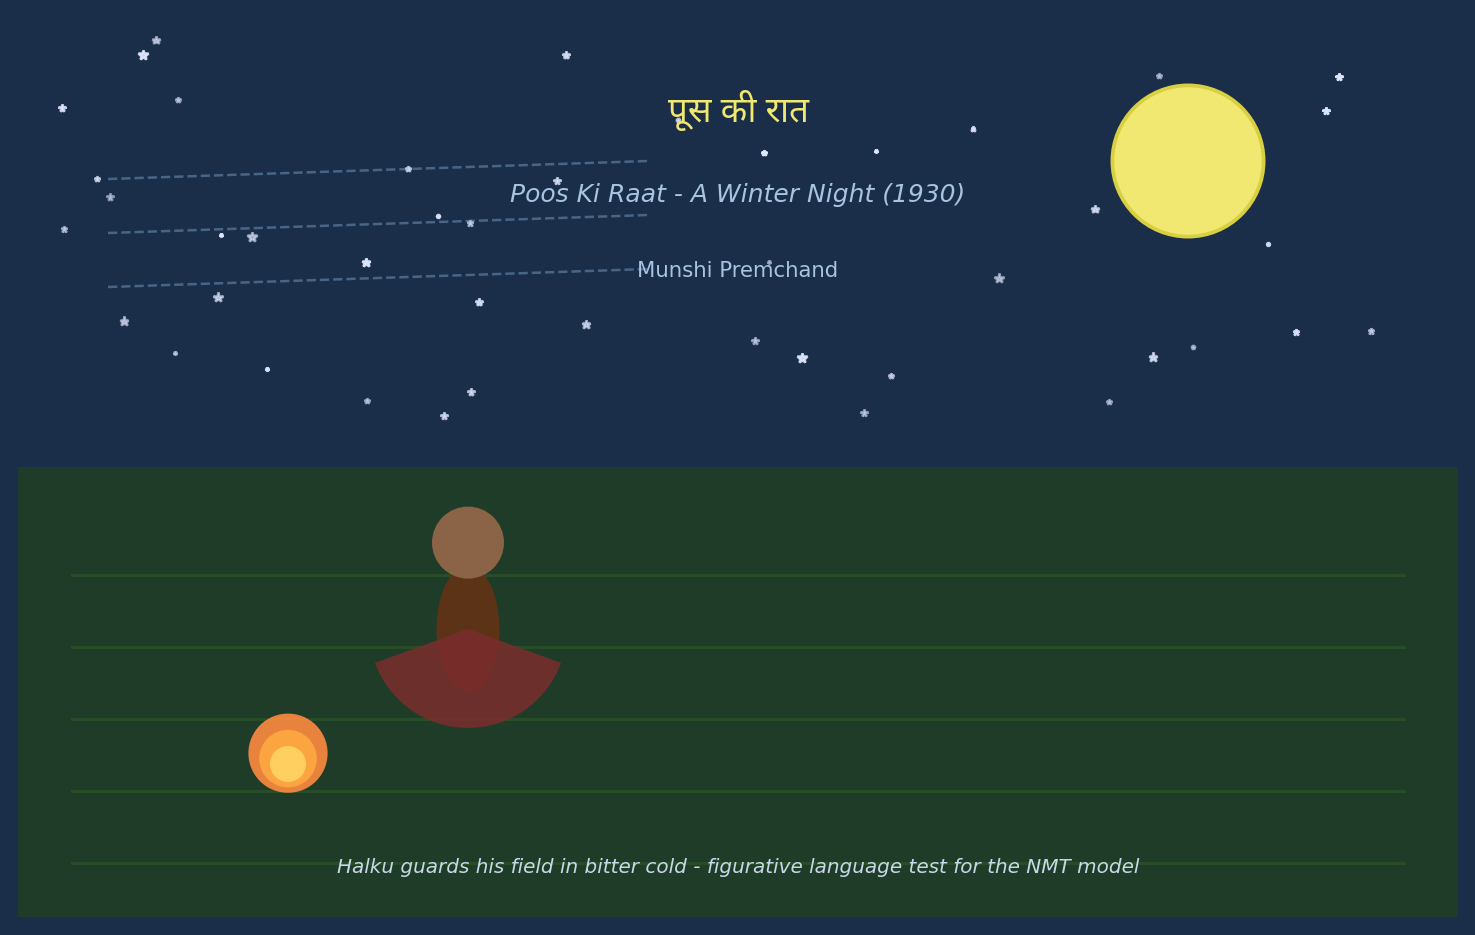 पूस की रात
Poos Ki Raat - A Winter Night (1930)
Munshi Premchand
Halku guards his field in bitter cold - figurative language test for the NMT model